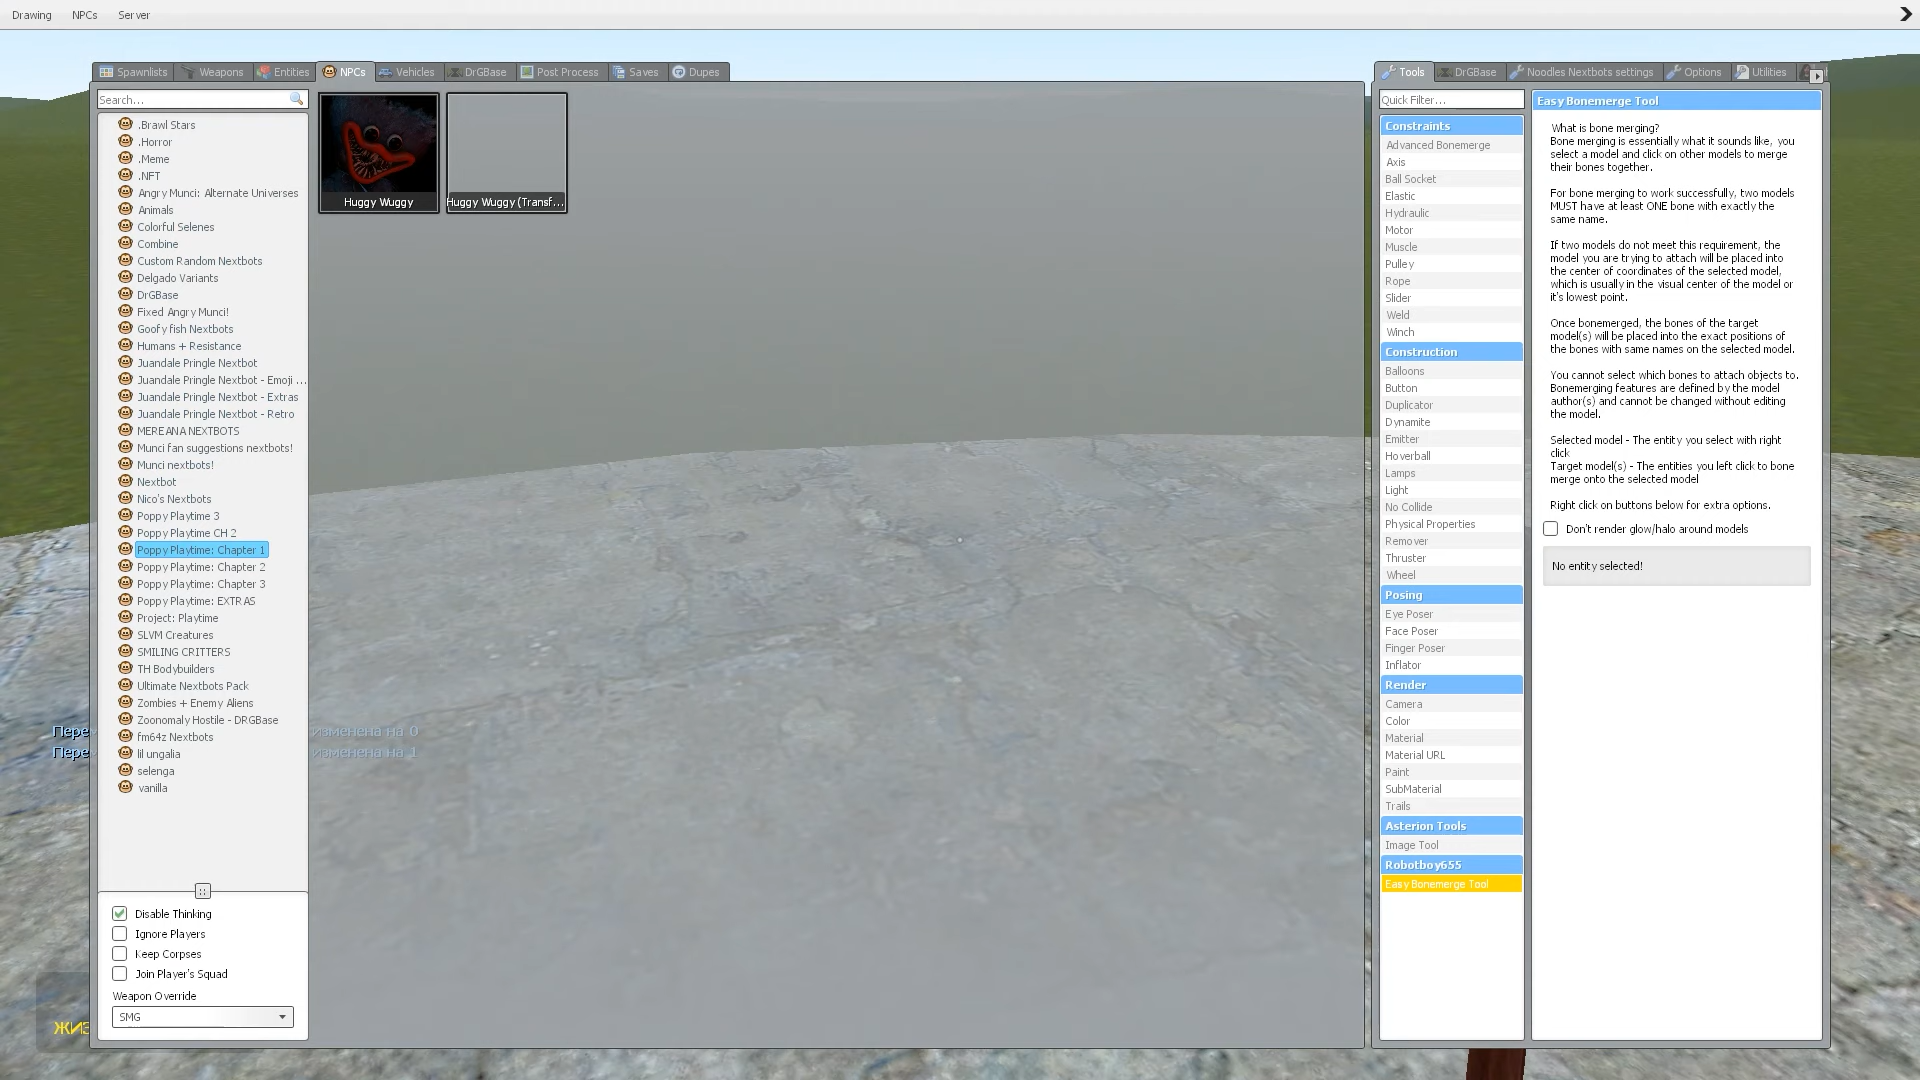 Drawing NPCs Server
Spawnlists Weapons Entities NPCs Vehicles DrGBase Post Process Saves Dupes
Search...
.Brawl Stars
.Horror
.Meme
.NFT
Angry Munci: Alternate Universes
Animals
Colorful Selenes
Combine
Custom Random Nextbots
Delgado Variants
DrGBase
Fixed Angry Munci!
Goofy fish Nextbots
Humans + Resistance
Juandale Pringle Nextbot
Juandale Pringle Nextbot - Emoji ...
Juandale Pringle Nextbot - Extras
Juandale Pringle Nextbot - Retro
MEREANA NEXTBOTS
Munci fan suggestions nextbots!
Munci nextbots!
Nextbot
Nico's Nextbots
Poppy Playtime 3
Poppy Playtime CH 2
Poppy Playtime: Chapter 1
Poppy Playtime: Chapter 2
Poppy Playtime: Chapter 3
Poppy Playtime: EXTRAS
Project: Playtime
SLVM Creatures
SMILING CRITTERS
TH Bodybuilders
Ultimate Nextbots Pack
Zombies + Enemy Aliens
Zoonomaly Hostile - DRGBase
fm64z Nextbots
lil ungalia
selenga
vanilla
Disable Thinking
Ignore Players
Keep Corpses
Join Player's Squad
Weapon Override
SMG
Huggy Wuggy
Huggy Wuggy (Transf...
Пере изменена на 0
Пере изменена на 1
ЖИЗ
Tools DrGBase Noodles Nextbots settings Options Utilities
Quick Filter...
Constraints
Advanced Bonemerge
Axis
Ball Socket
Elastic
Hydraulic
Motor
Muscle
Pulley
Rope
Slider
Weld
Winch
Construction
Balloons
Button
Duplicator
Dynamite
Emitter
Hoverball
Lamps
Light
No Collide
Physical Properties
Remover
Thruster
Wheel
Posing
Eye Poser
Face Poser
Finger Poser
Inflator
Render
Camera
Color
Material
Material URL
Paint
SubMaterial
Trails
Asterion Tools
Image Tool
Robotboy655
Easy Bonemerge Tool
Easy Bonemerge Tool
What is bone merging?
Bone merging is essentially what it sounds like, you
select a model and click on other models to merge
their bones together.
For bone merging to work successfully, two models
MUST have at least ONE bone with exactly the
same name.
If two models do not meet this requirement, the
model you are trying to attach will be placed into
the center of coordinates of the selected model,
which is usually in the visual center of the model or
it's lowest point.
Once bonemerged, the bones of the target
model(s) will be placed into the exact positions of
the bones with same names on the selected model.
You cannot select which bones to attach objects to.
Bonemerging features are defined by the model
author(s) and cannot be changed without editing
the model.
Selected model - The entity you select with right
click
Target model(s) - The entities you left click to bone
merge onto the selected model
Right click on buttons below for extra options.
Don't render glow/halo around models
No entity selected!